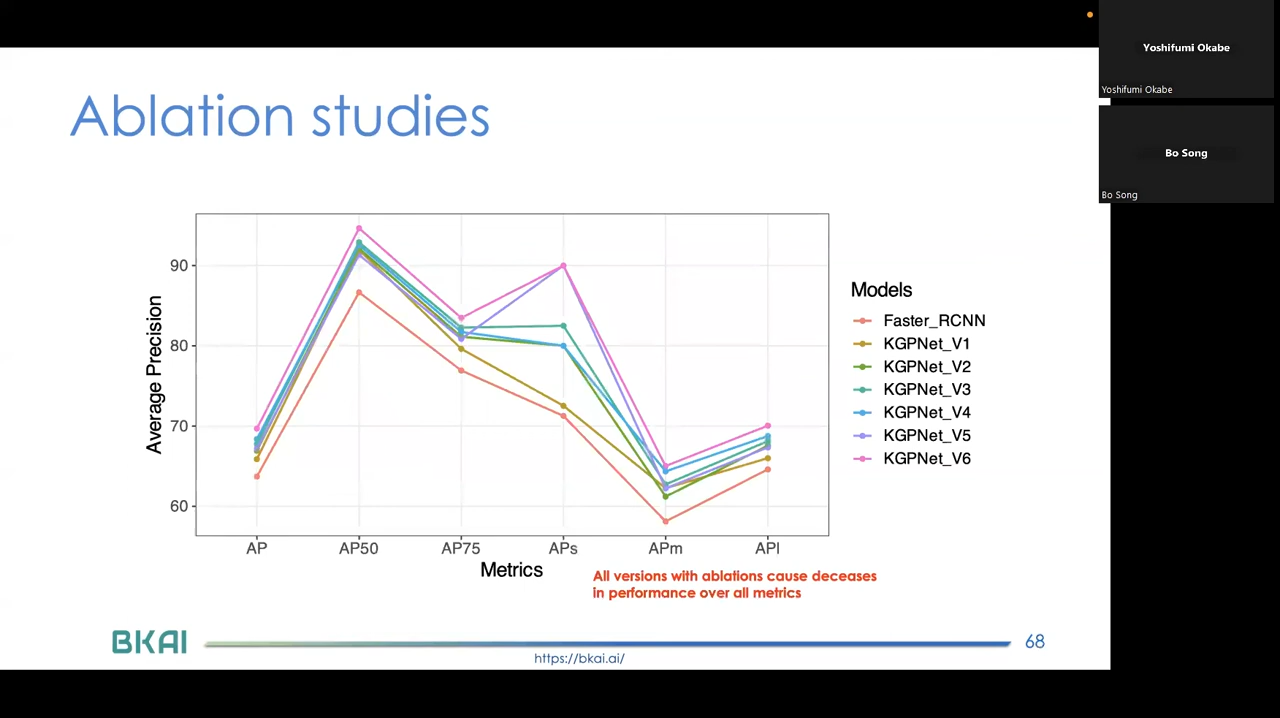 Ablation studies
Average Precision
90
80
70
60
AP
AP50
AP75
APs
APm
APl
Metrics
Models
Faster_RCNN
KGPNet_V1
KGPNet_V2
KGPNet_V3
KGPNet_V4
KGPNet_V5
KGPNet_V6
All versions with ablations cause deceases
in performance over all metrics
BKAI
https://bkai.ai/
68
Yoshifumi Okabe
Yoshifumi Okabe
Bo Song
Bo Song